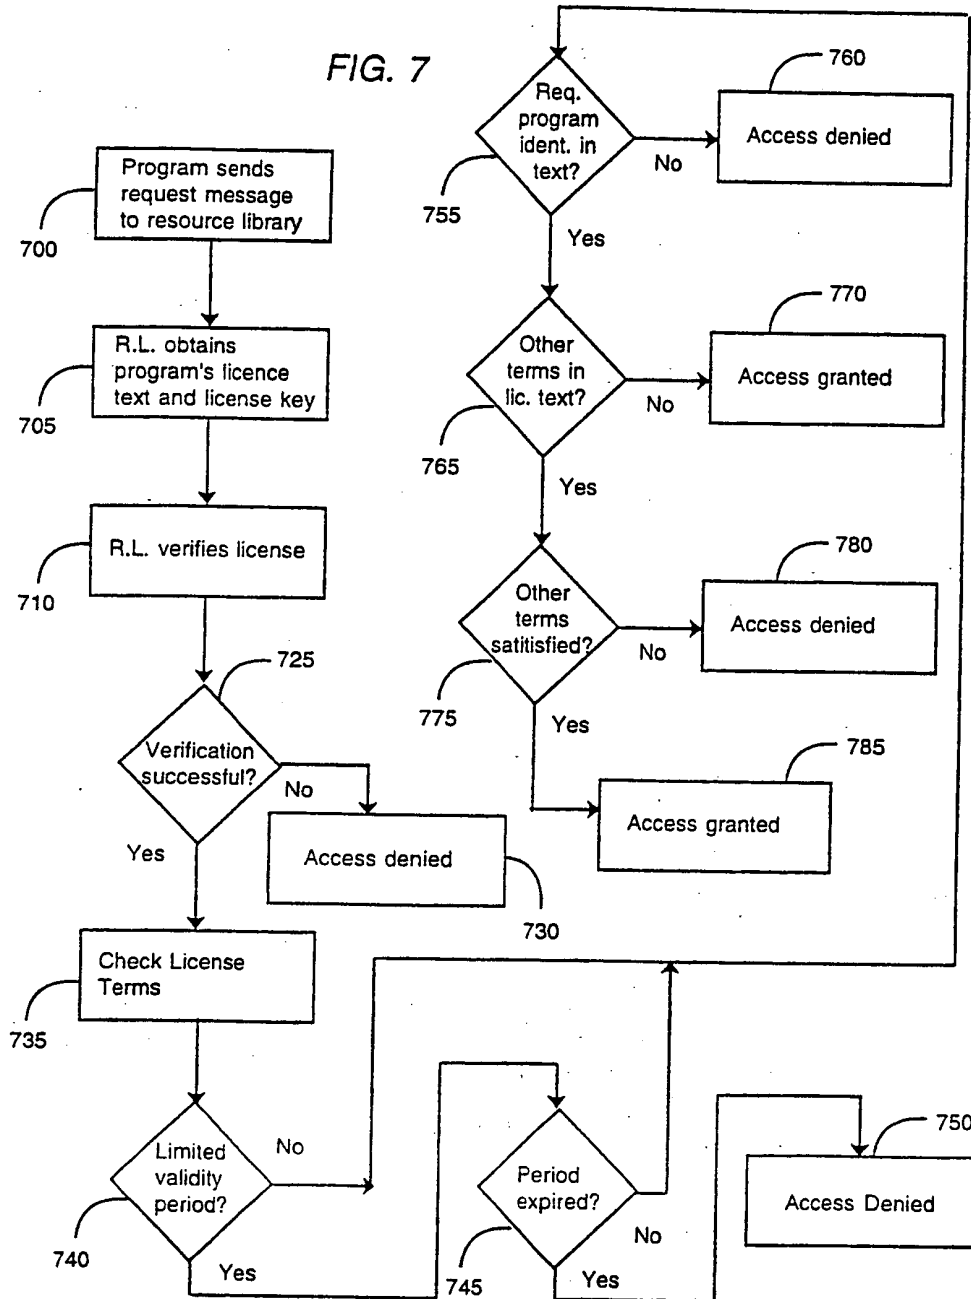 FIG. 7
Program sends
request message
to resource library
700
R.L. obtains
program's licence
text and license key
705
R.L. verifies license
710
725
Verification
successful?
No
Yes
Access denied
730
Check License
Terms
735
Limited
validity
period?
No
740
Yes
Period
expired?
No
745
Yes
750
Access Denied
Req.
program
ident. in
text?
755
No
Yes
760
Access denied
Other
terms in
lic. text?
765
No
Yes
770
Access granted
Other
terms
satitisfied?
775
No
Yes
780
Access denied
785
Access granted